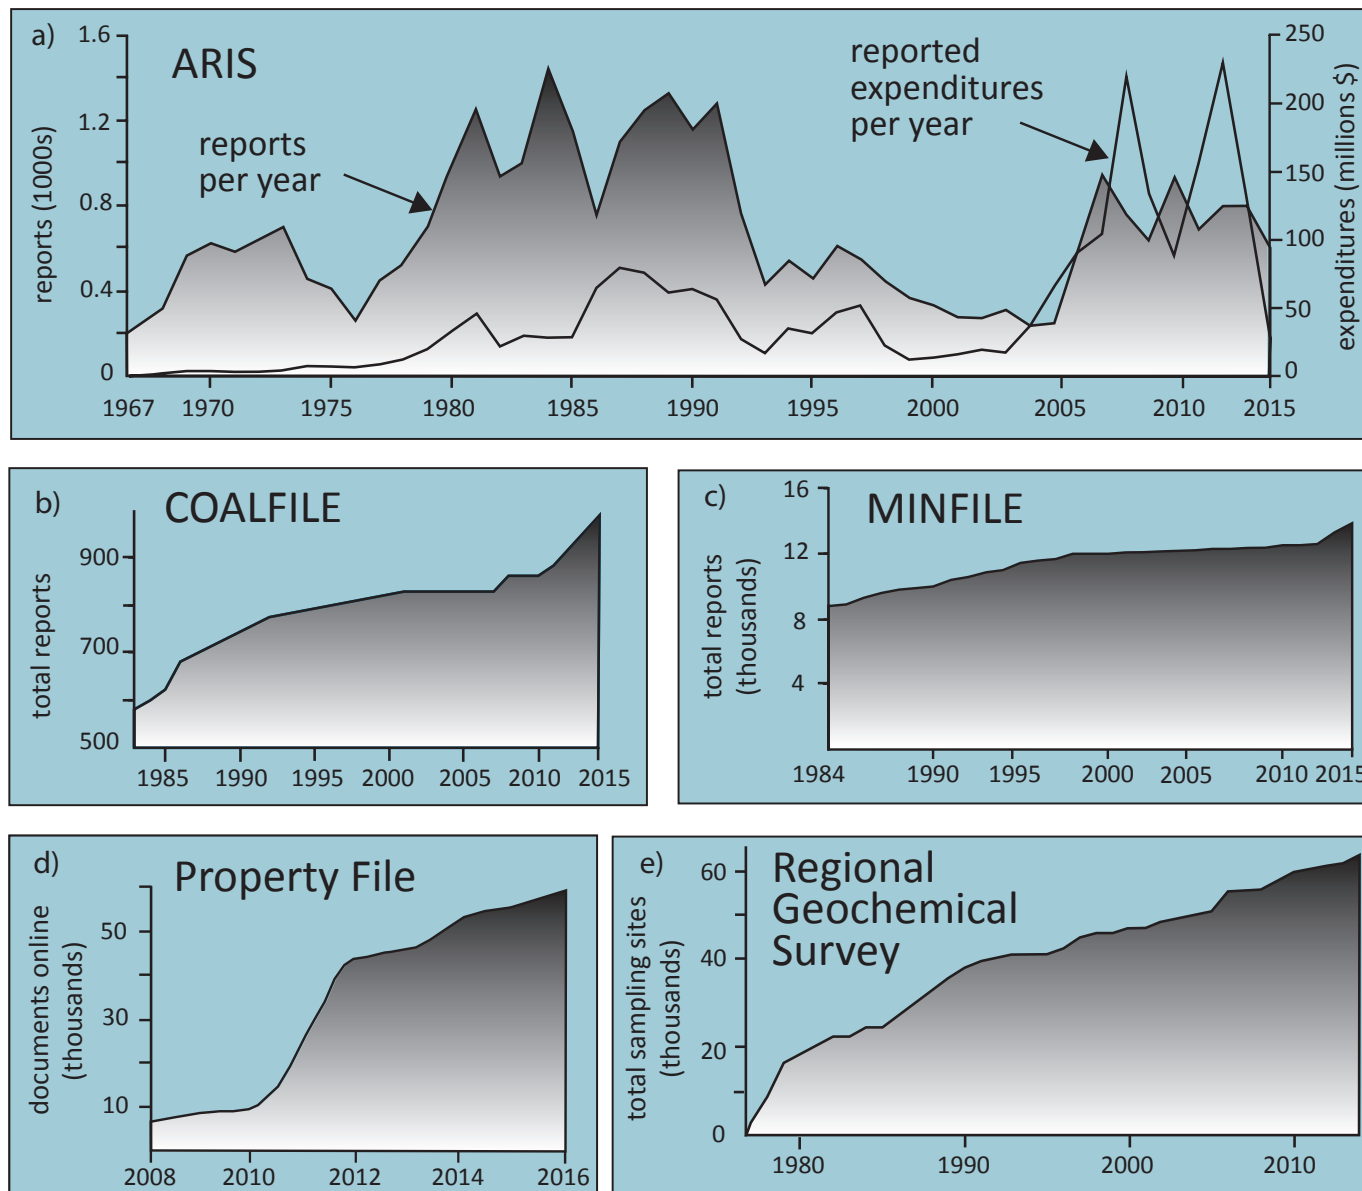 a)
ARIS
reports
per year
reported
expenditures
per year
reports (1000s)
1.6
1.2
0.8
0.4
0
expenditures (millions $)
250
200
150
100
50
0
1967 1970 1975 1980 1985 1990 1995 2000 2005 2010 2015
b)
COALFILE
total reports
900
700
500
1985 1990 1995 2000 2005 2010 2015
c)
MINFILE
total reports
(thousands)
16
12
8
4
1984 1990 1995 2000 2005 2010 2015
d)
Property File
documents online
(thousands)
50
30
10
2008 2010 2012 2014 2016
e)
Regional
Geochemical
Survey
total sampling sites
(thousands)
60
40
20
0
1980 1990 2000 2010